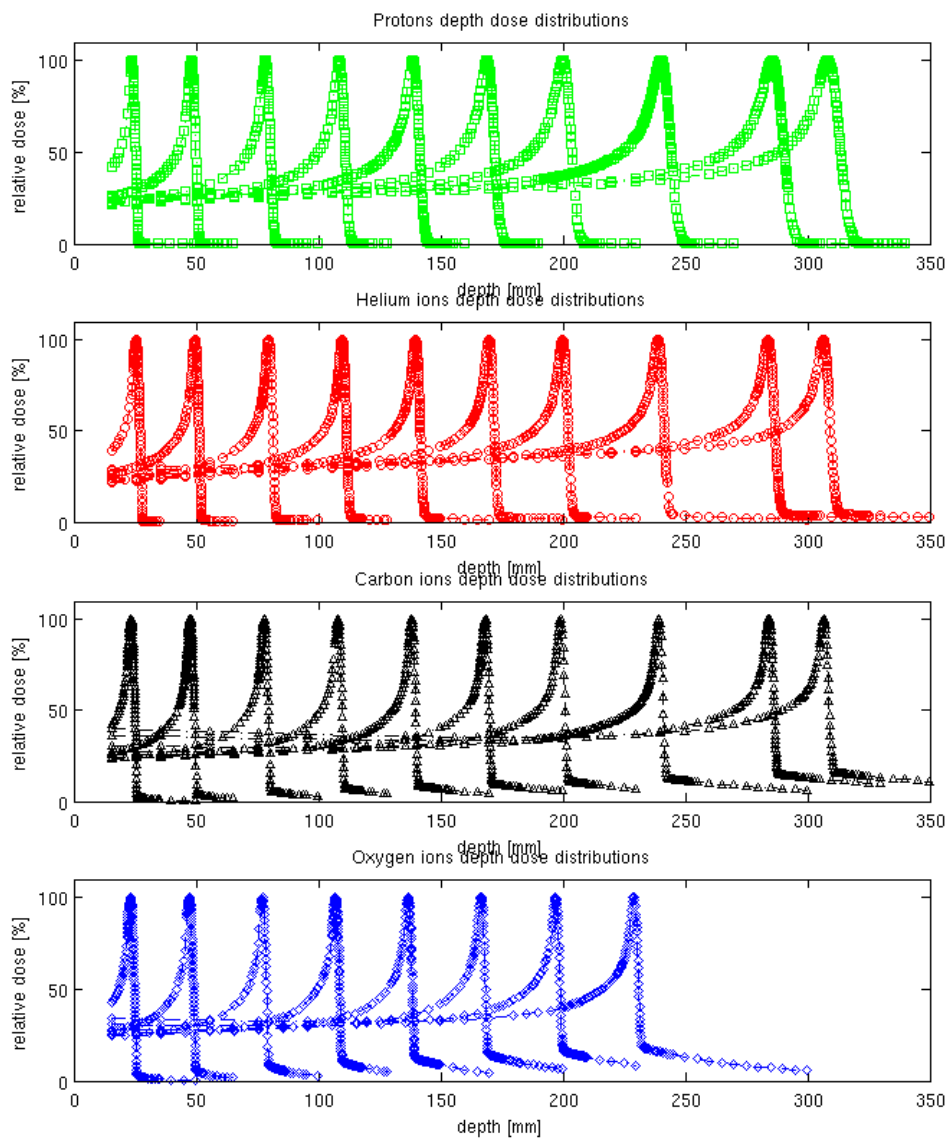 Protons depth dose distributions
relative dose [%]
100
50
0
0 50 100 150 200 250 300 350
depth [mm]
Helium ions depth dose distributions
relative dose [%]
100
50
0
0 50 100 150 200 250 300 350
depth [mm]
Carbon ions depth dose distributions
relative dose [%]
100
50
0
0 50 100 150 200 250 300 350
depth [mm]
Oxygen ions depth dose distributions
relative dose [%]
100
50
0
0 50 100 150 200 250 300 350
depth [mm]